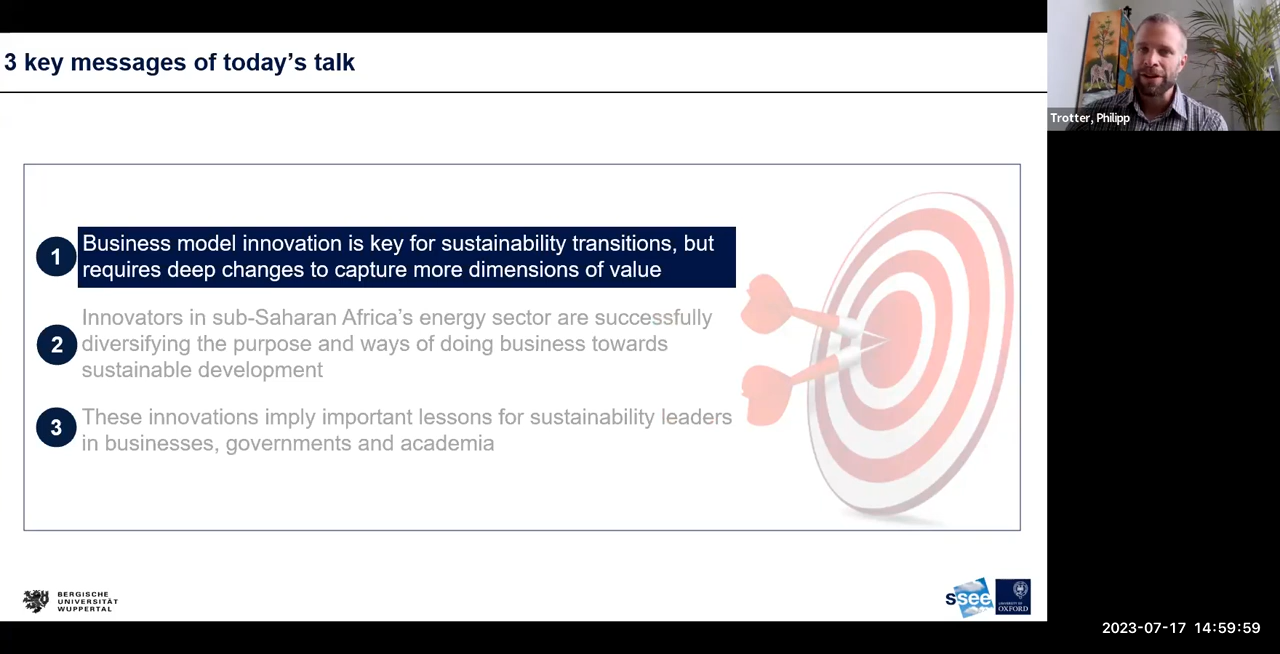 3 key messages of today's talk
Trotter, Philipp
1
Business model innovation is key for sustainability transitions, but
requires deep changes to capture more dimensions of value
2
Innovators in sub-Saharan Africa's energy sector are successfully
diversifying the purpose and ways of doing business towards
sustainable development
3
These innovations imply important lessons for sustainability leaders
in businesses, governments and academia
BERGISCHE
UNIVERSITÄT
WUPPERTAL
ssee
UNIVERSITY OF
OXFORD
2023-07-17 14:59:59